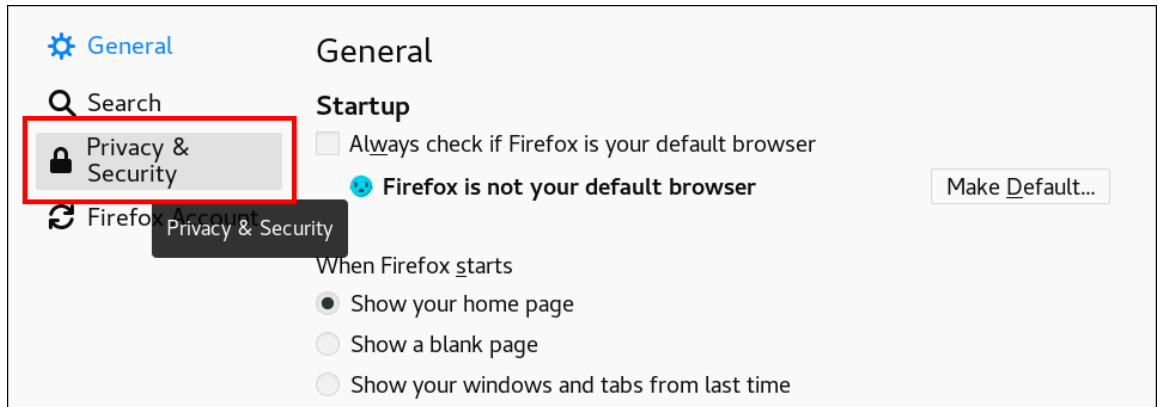 General
Search
Privacy &
Security
Firefox Account
Privacy & Security
General
Startup
Always check if Firefox is your default browser
Firefox is not your default browser
Make Default...
When Firefox starts
Show your home page
Show a blank page
Show your windows and tabs from last time